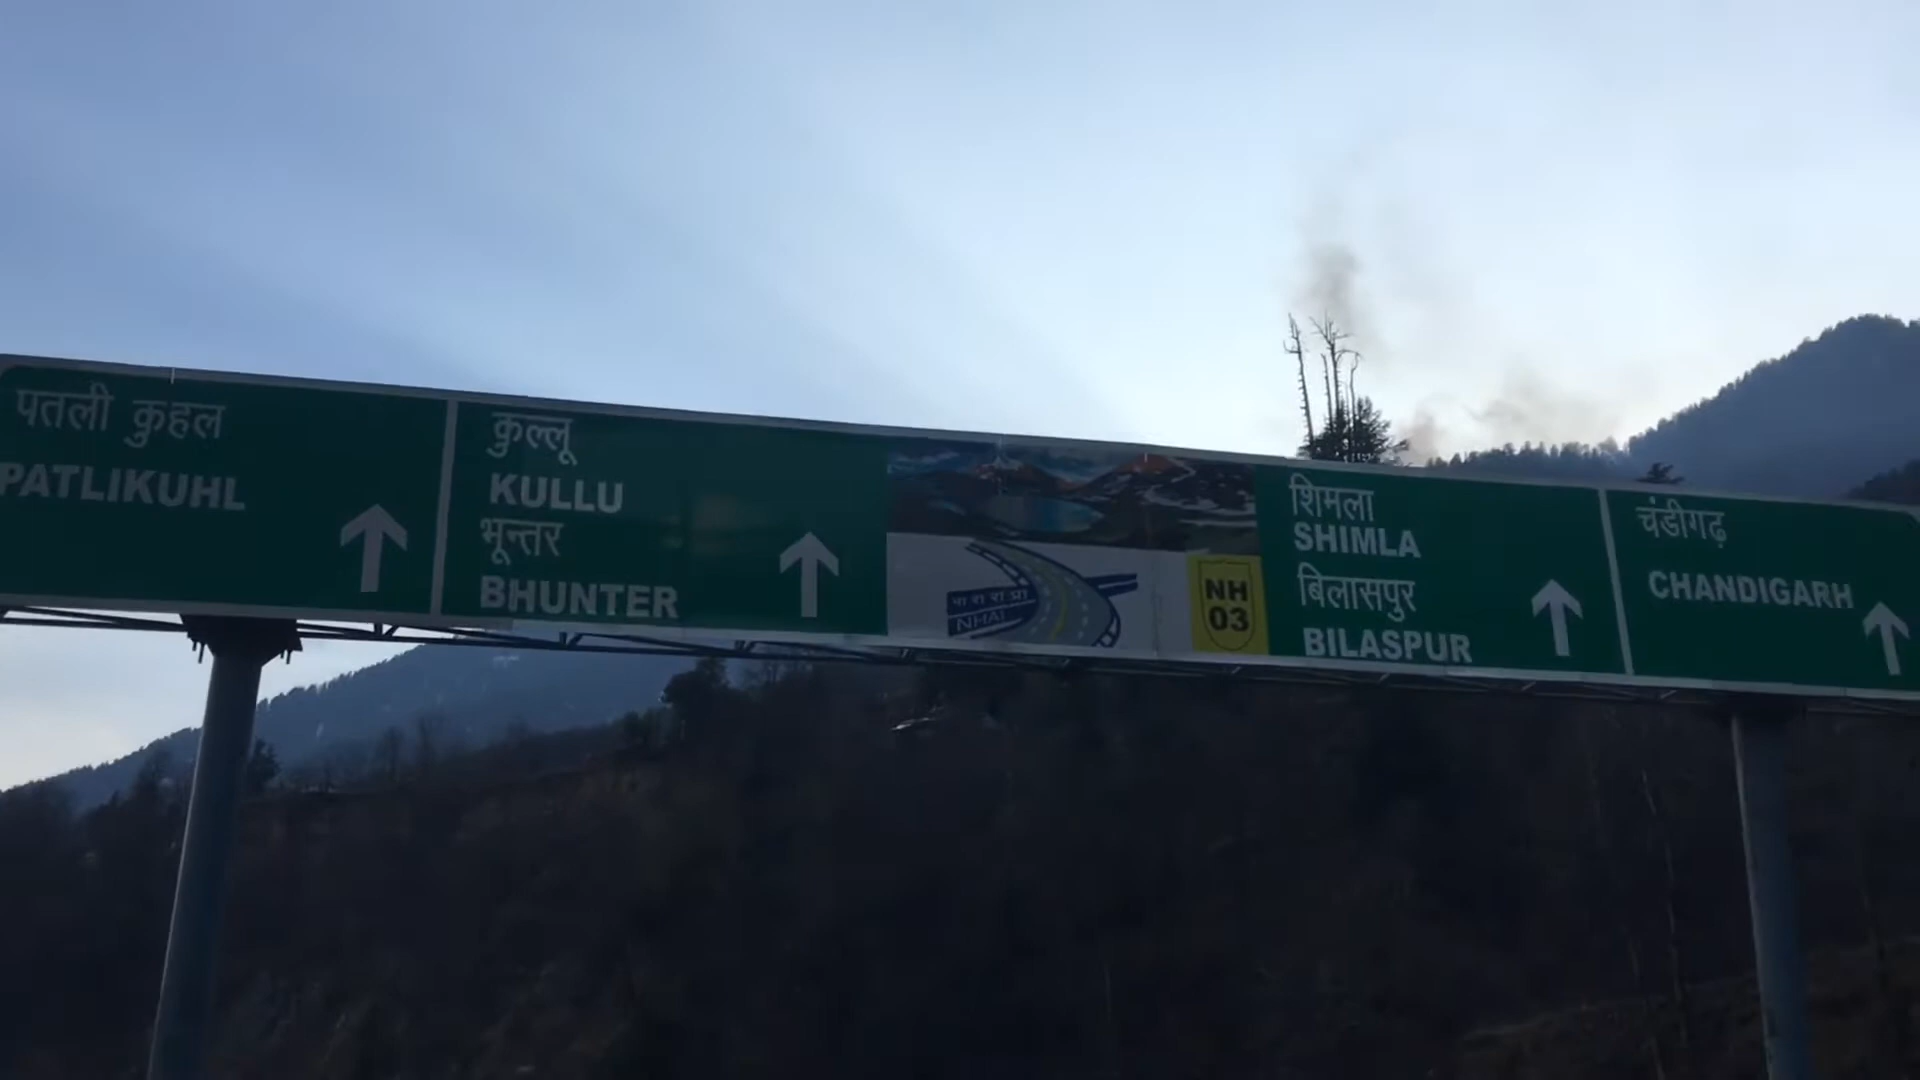 पतली कुहल
PATLIKUHL
कुल्लू
KULLU
भून्तर
BHUNTER
भा रा रा प्रा
NHAI
NH
03
शिमला
SHIMLA
बिलासपुर
BILASPUR
चंडीगढ़
CHANDIGARH